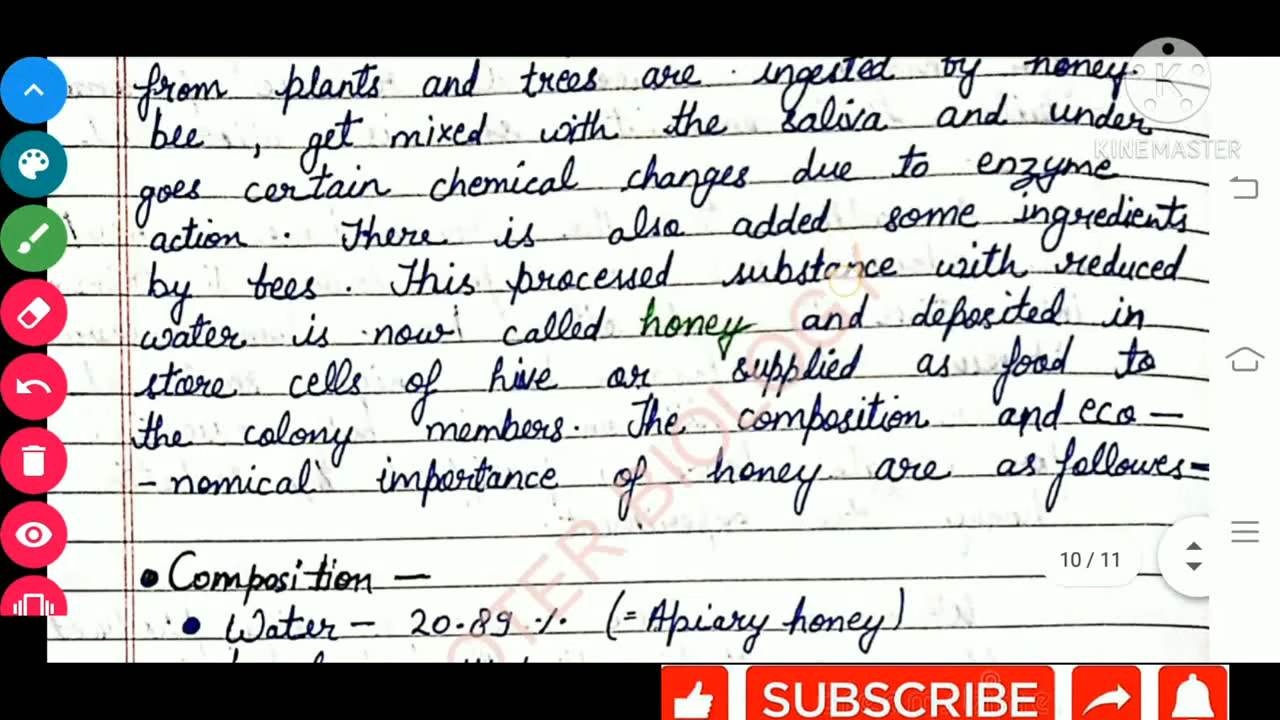 from plants and trees are ingested by honey.
bee, get mixed with the saliva and under
goes certain chemical changes due to enzyme
action. There is also added some ingredients
by bees. This processed substance with reduced
water is now called honey and deposited in
store cells of hive or supplied as food to
the colony members. The composition and eco-
-nomical importance of honey are as followes=
• Composition —
• Water - 20.89 % (= Apiary honey)
K
KINEMASTER
OTER BIOLOGY
10 / 11
SUBSCRIBE